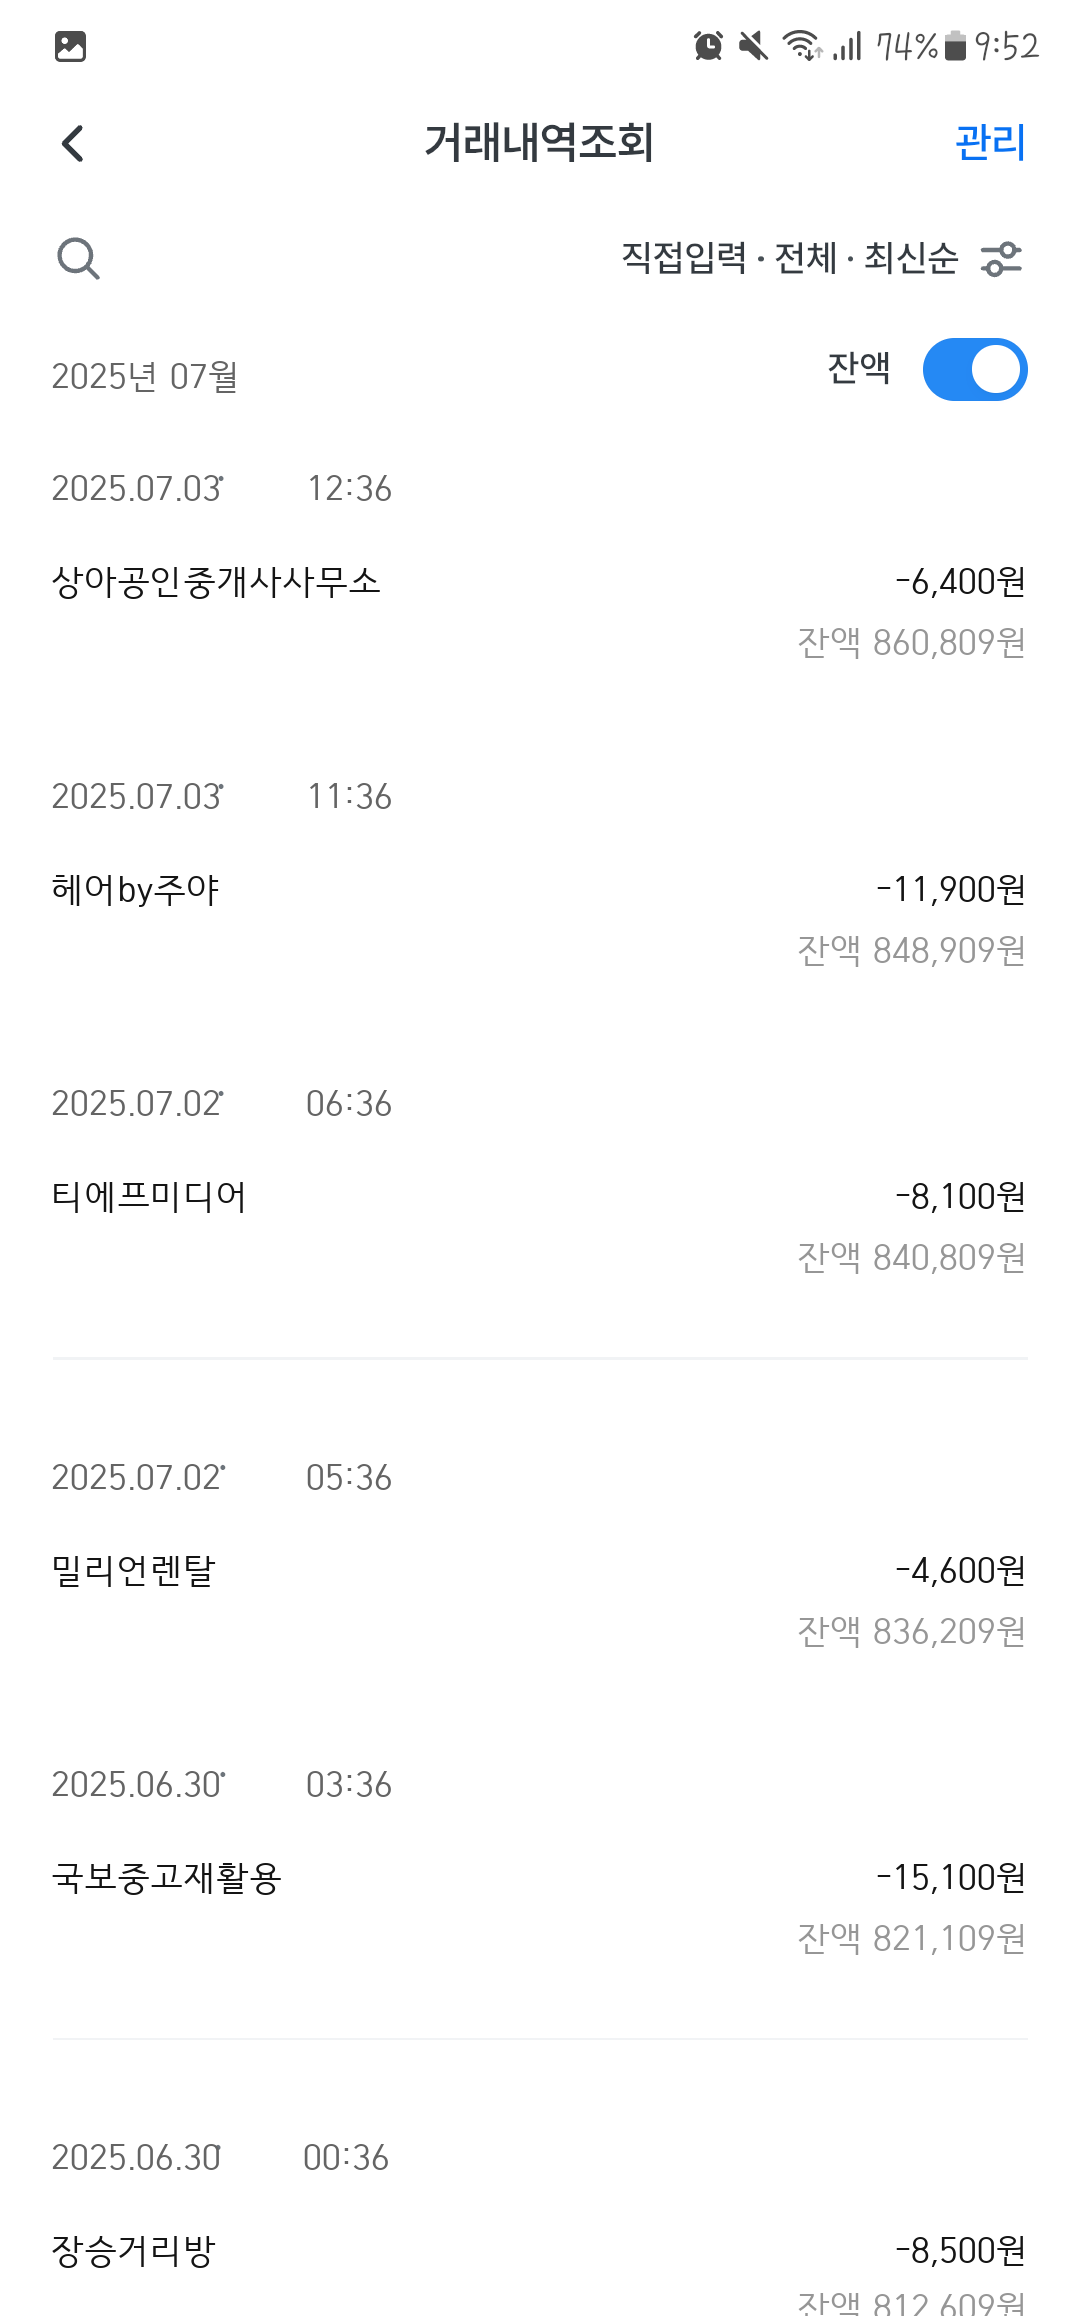 74% 9:52
거래내역조회 관리
직접입력 · 전체 · 최신순
2025년 07월 잔액
2025.07.03 12:36
상아공인중개사사무소 -6,400원
잔액 860,809원
2025.07.03 11:36
헤어by주야 -11,900원
잔액 848,909원
2025.07.02 06:36
티에프미디어 -8,100원
잔액 840,809원
2025.07.02 05:36
밀리언렌탈 -4,600원
잔액 836,209원
2025.06.30 03:36
국보중고재활용 -15,100원
잔액 821,109원
2025.06.30 00:36
장승거리방 -8,500원
잔액 812,609원